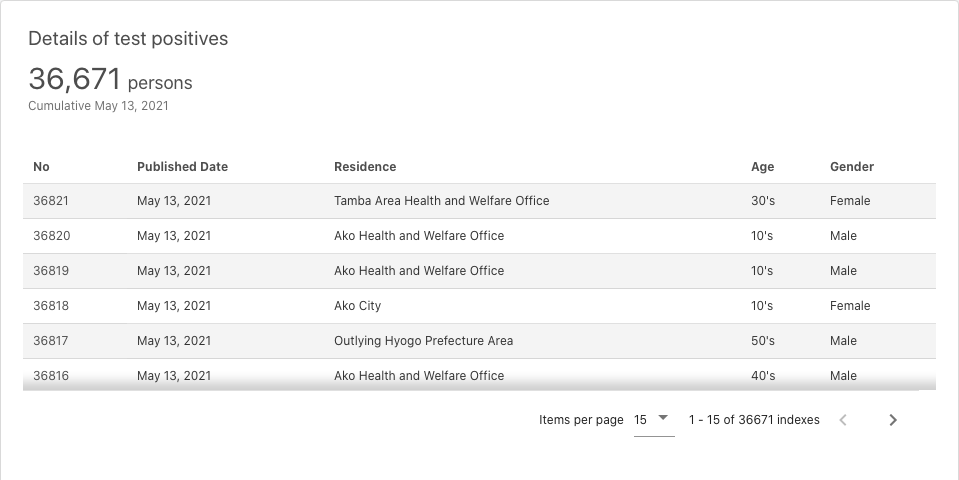 Details of test positives
36,671 persons
Cumulative May 13, 2021
No Published Date Residence Age Gender
36821 May 13, 2021 Tamba Area Health and Welfare Office 30's Female
36820 May 13, 2021 Ako Health and Welfare Office 10's Male
36819 May 13, 2021 Ako Health and Welfare Office 10's Male
36818 May 13, 2021 Ako City 10's Female
36817 May 13, 2021 Outlying Hyogo Prefecture Area 50's Male
36816 May 13, 2021 Ako Health and Welfare Office 40's Male
Items per page 15 1 - 15 of 36671 indexes